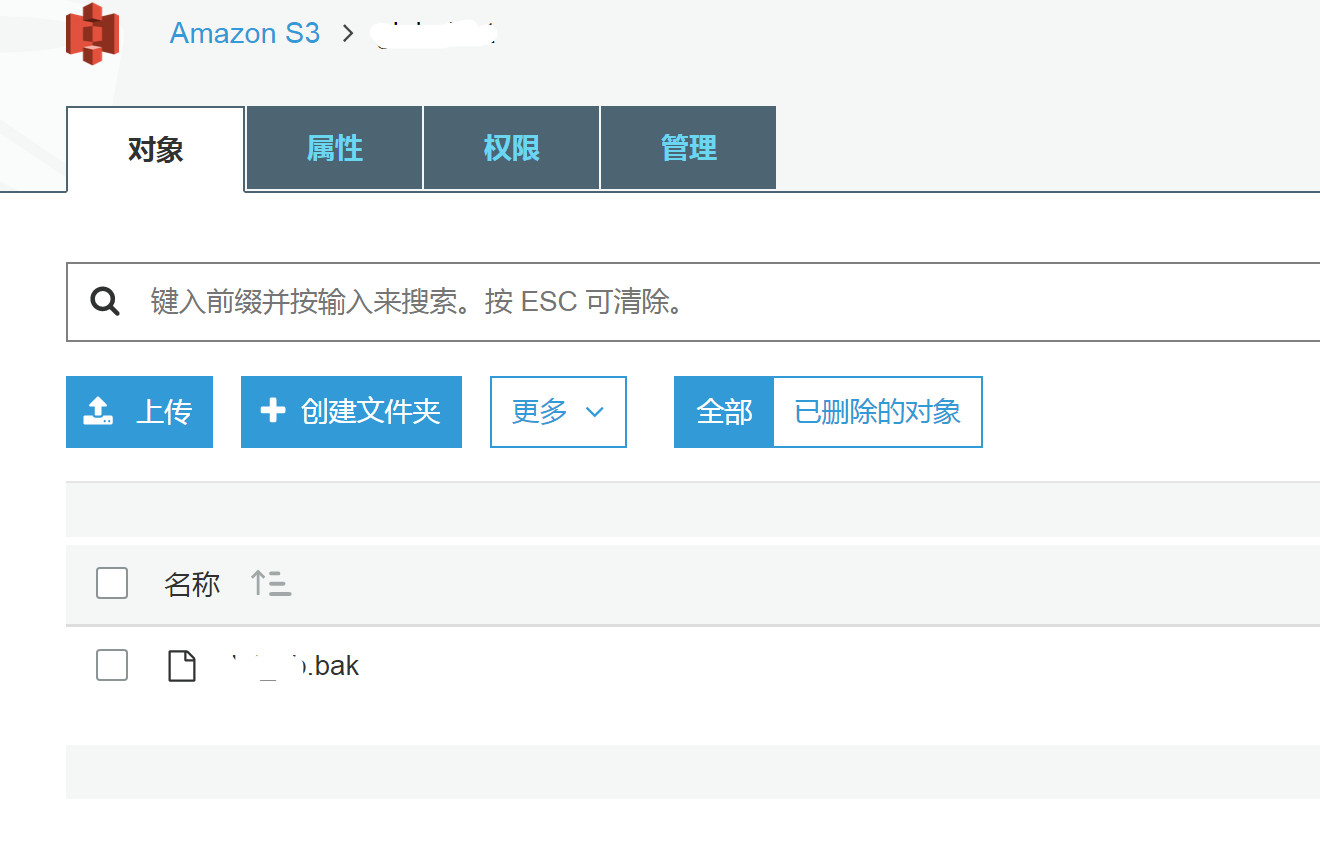 Amazon S3 >
对象 属性 权限 管理
键入前缀并按输入来搜索。按 ESC 可清除。
上传 创建文件夹 更多 全部 已删除的对象
名称
.bak